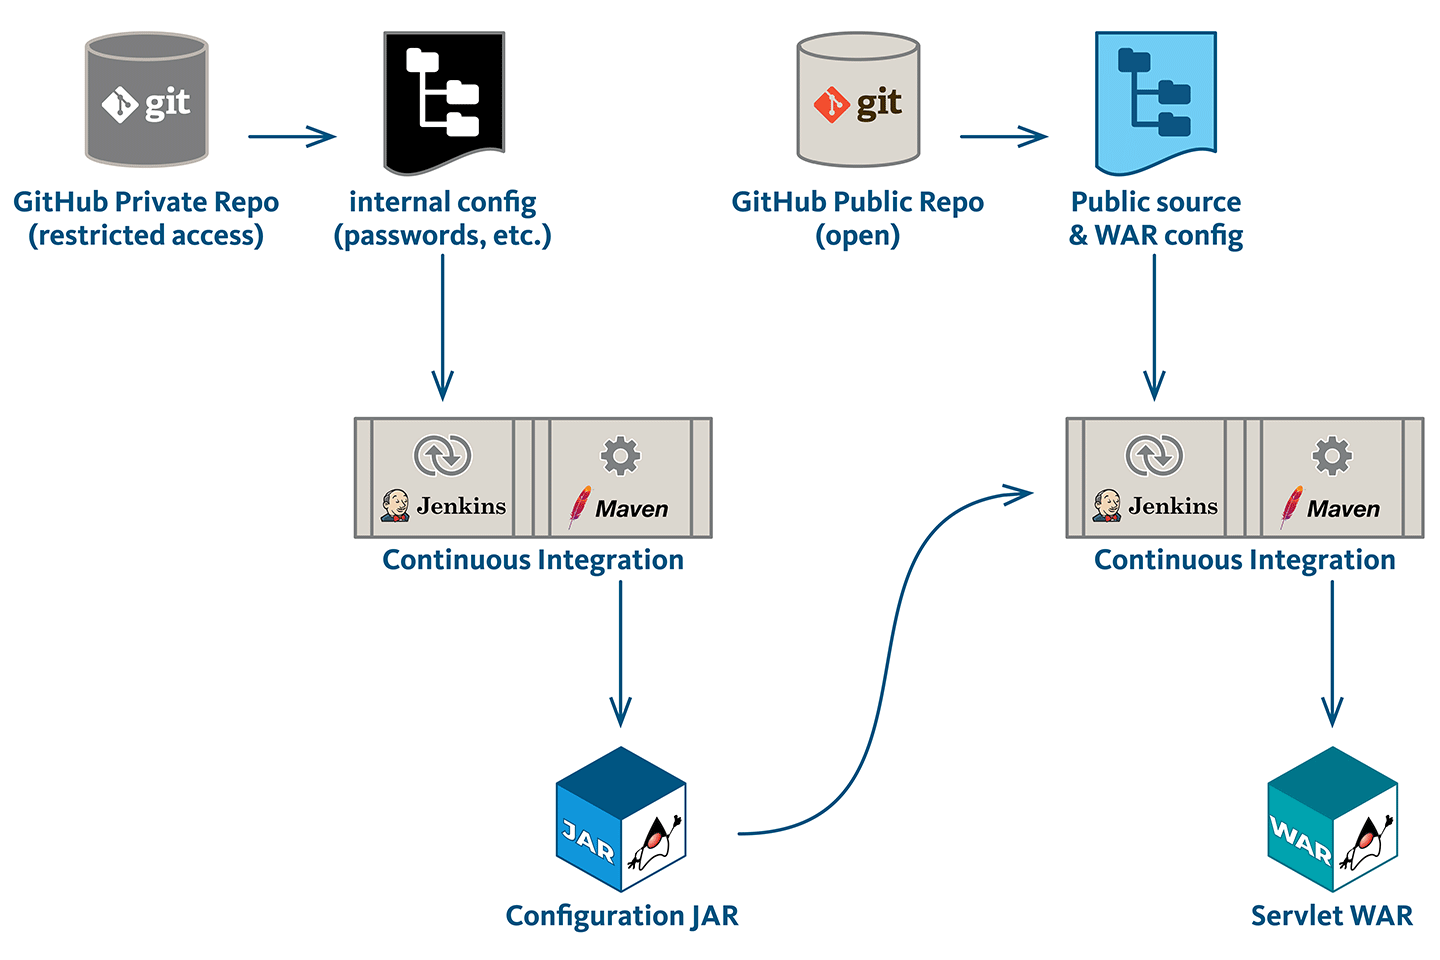 git
GitHub Private Repo
(restricted access)
internal config
(passwords, etc.)
git
GitHub Public Repo
(open)
Public source
& WAR config
Jenkins
Maven
Continuous Integration
Jenkins
Maven
Continuous Integration
JAR
Configuration JAR
WAR
Servlet WAR